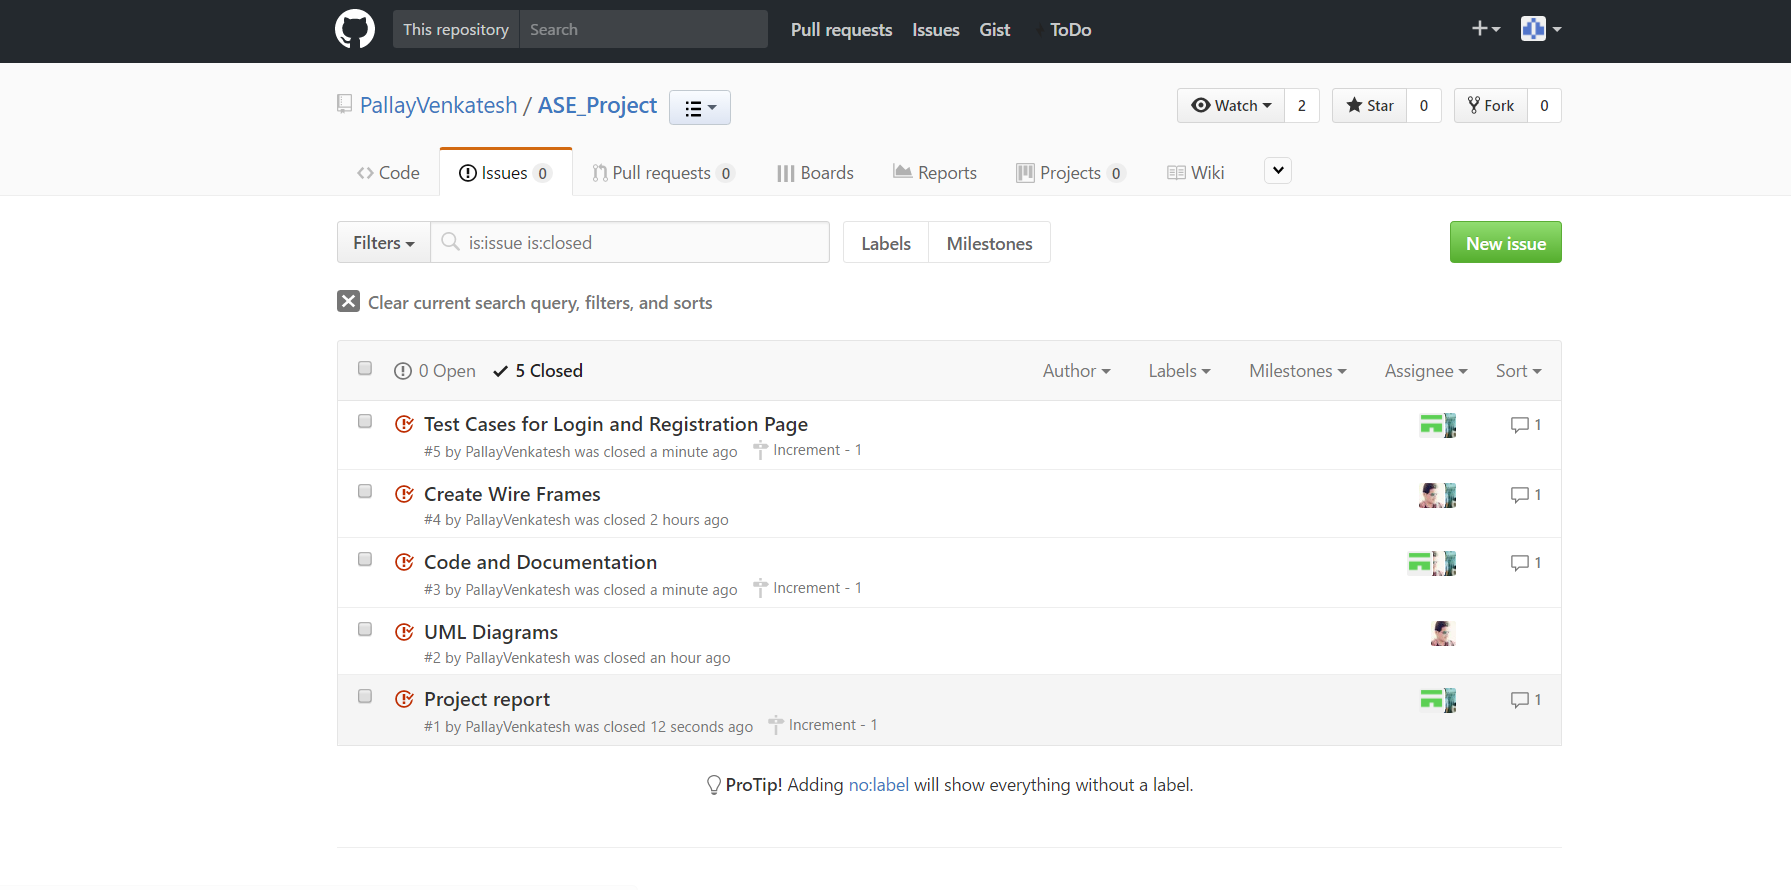 This repository Search Pull requests Issues Gist ToDo
PallayVenkatesh / ASE_Project Watch 2 Star 0 Fork 0
Code Issues 0 Pull requests 0 Boards Reports Projects 0 Wiki
Filters is:issue is:closed Labels Milestones New issue
Clear current search query, filters, and sorts
0 Open 5 Closed Author Labels Milestones Assignee Sort
Test Cases for Login and Registration Page 1
#5 by PallayVenkatesh was closed a minute ago Increment - 1
Create Wire Frames 1
#4 by PallayVenkatesh was closed 2 hours ago
Code and Documentation 1
#3 by PallayVenkatesh was closed a minute ago Increment - 1
UML Diagrams
#2 by PallayVenkatesh was closed an hour ago
Project report 1
#1 by PallayVenkatesh was closed 12 seconds ago Increment - 1
ProTip! Adding no:label will show everything without a label.